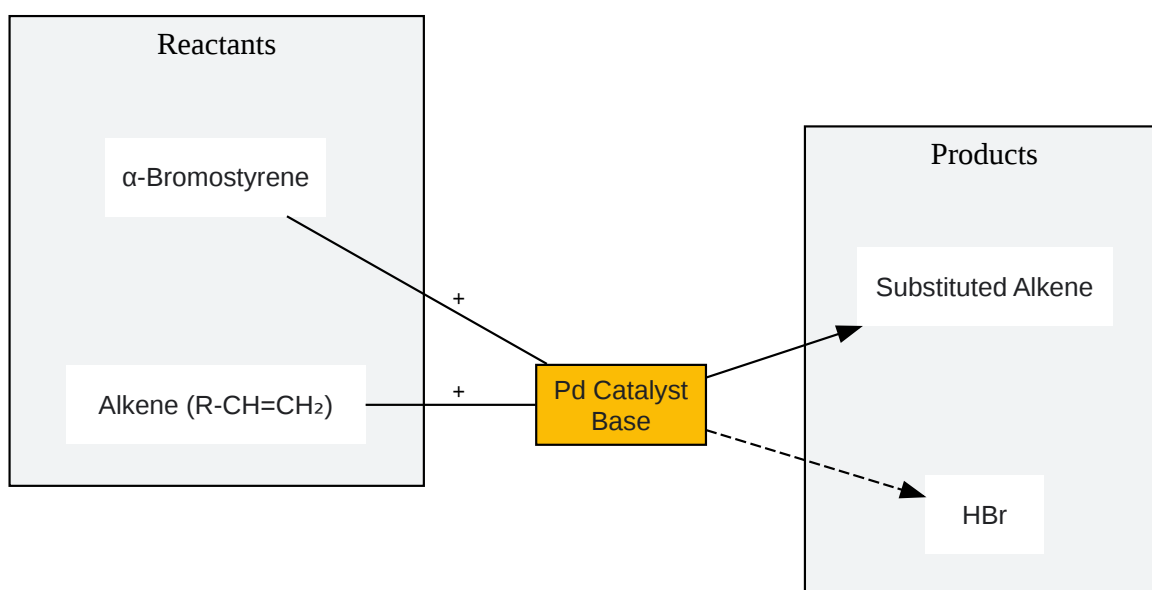 Reactants
α-Bromostyrene
+
Alkene (R-CH=CH₂)
+
Pd Catalyst
Base
Products
Substituted Alkene
HBr